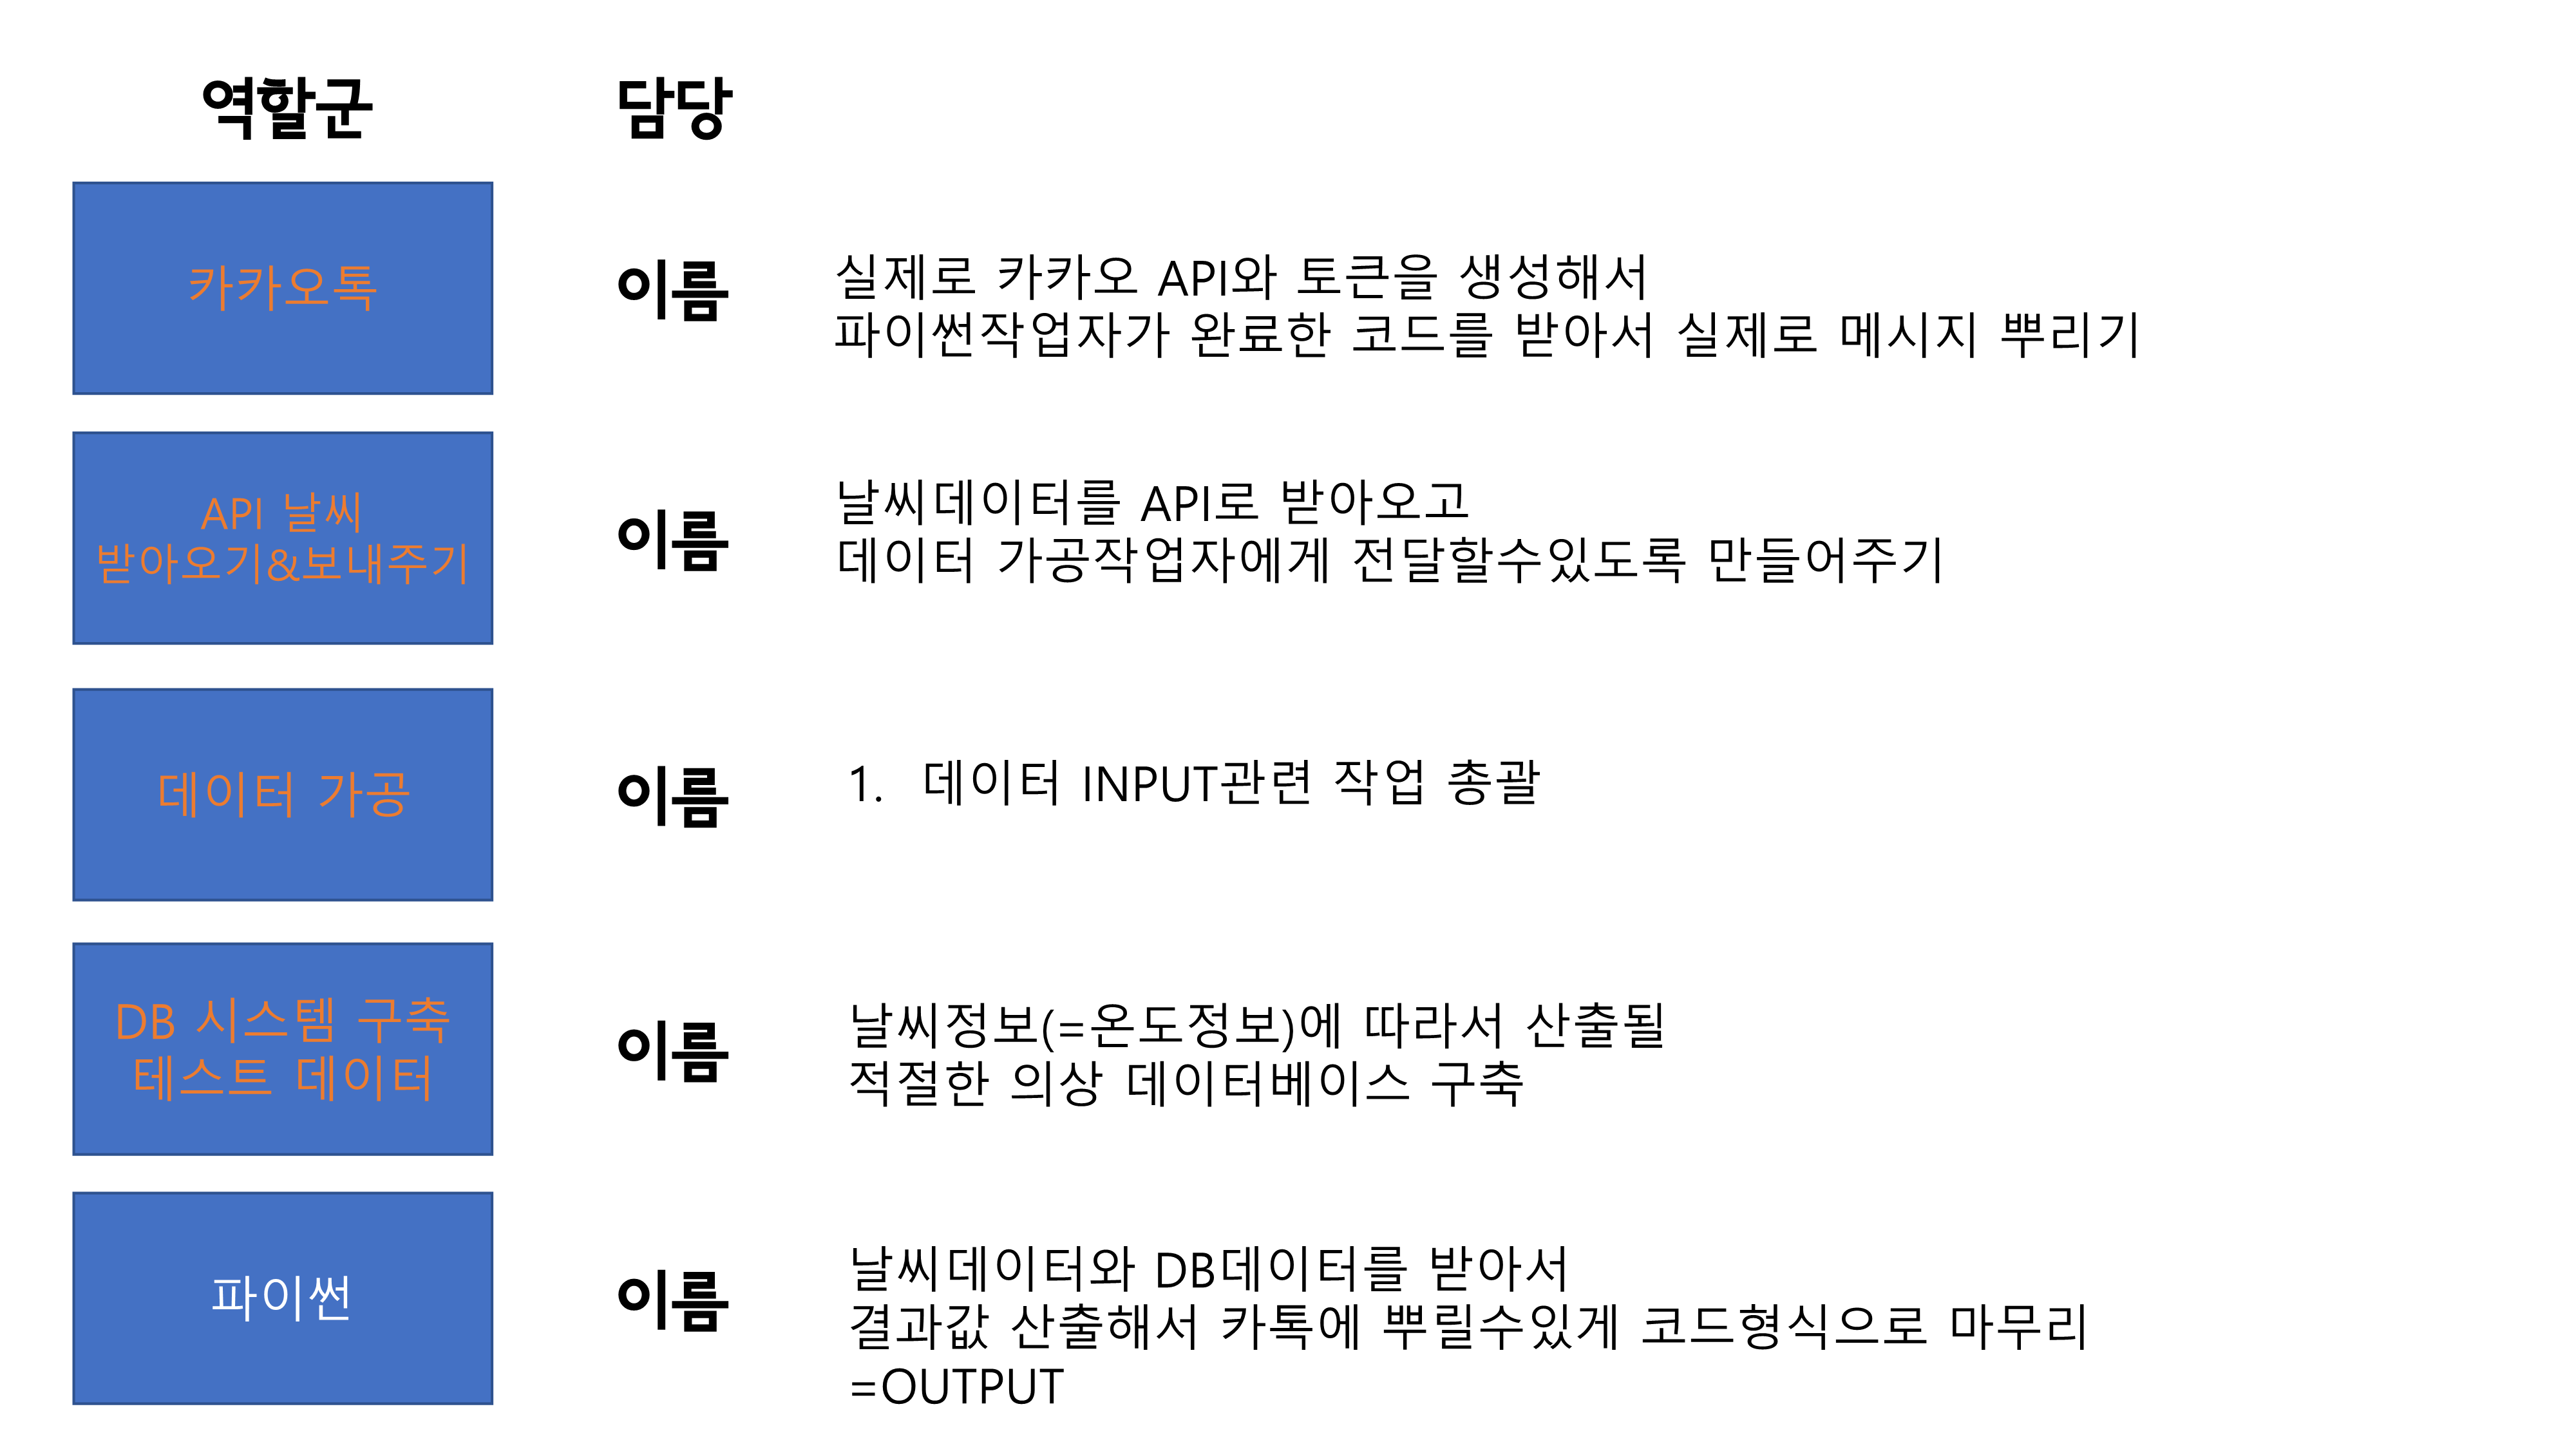 역할군 담당
카카오톡
이름
실제로 카카오 API와 토큰을 생성해서
파이썬작업자가 완료한 코드를 받아서 실제로 메시지 뿌리기
API 날씨
받아오기&보내주기
이름
날씨데이터를 API로 받아오고
데이터 가공작업자에게 전달할수있도록 만들어주기
데이터 가공
이름
1. 데이터 INPUT관련 작업 총괄
DB 시스템 구축
테스트 데이터
이름
날씨정보(=온도정보)에 따라서 산출될
적절한 의상 데이터베이스 구축
파이썬
이름
날씨데이터와 DB데이터를 받아서
결과값 산출해서 카톡에 뿌릴수있게 코드형식으로 마무리
=OUTPUT